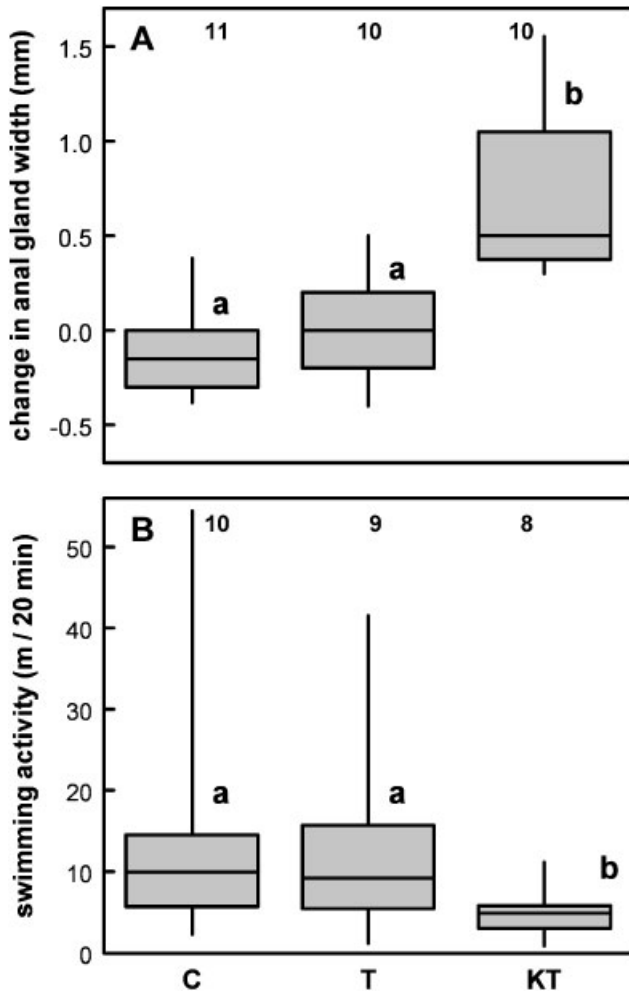 A 11 10 10
change in anal gland width (mm)
1.5
1.0
0.5
0.0
-0.5
a
a
b
B 10 9 8
swimming activity (m / 20 min)
50
40
30
20
10
0
a
a
b
C T KT